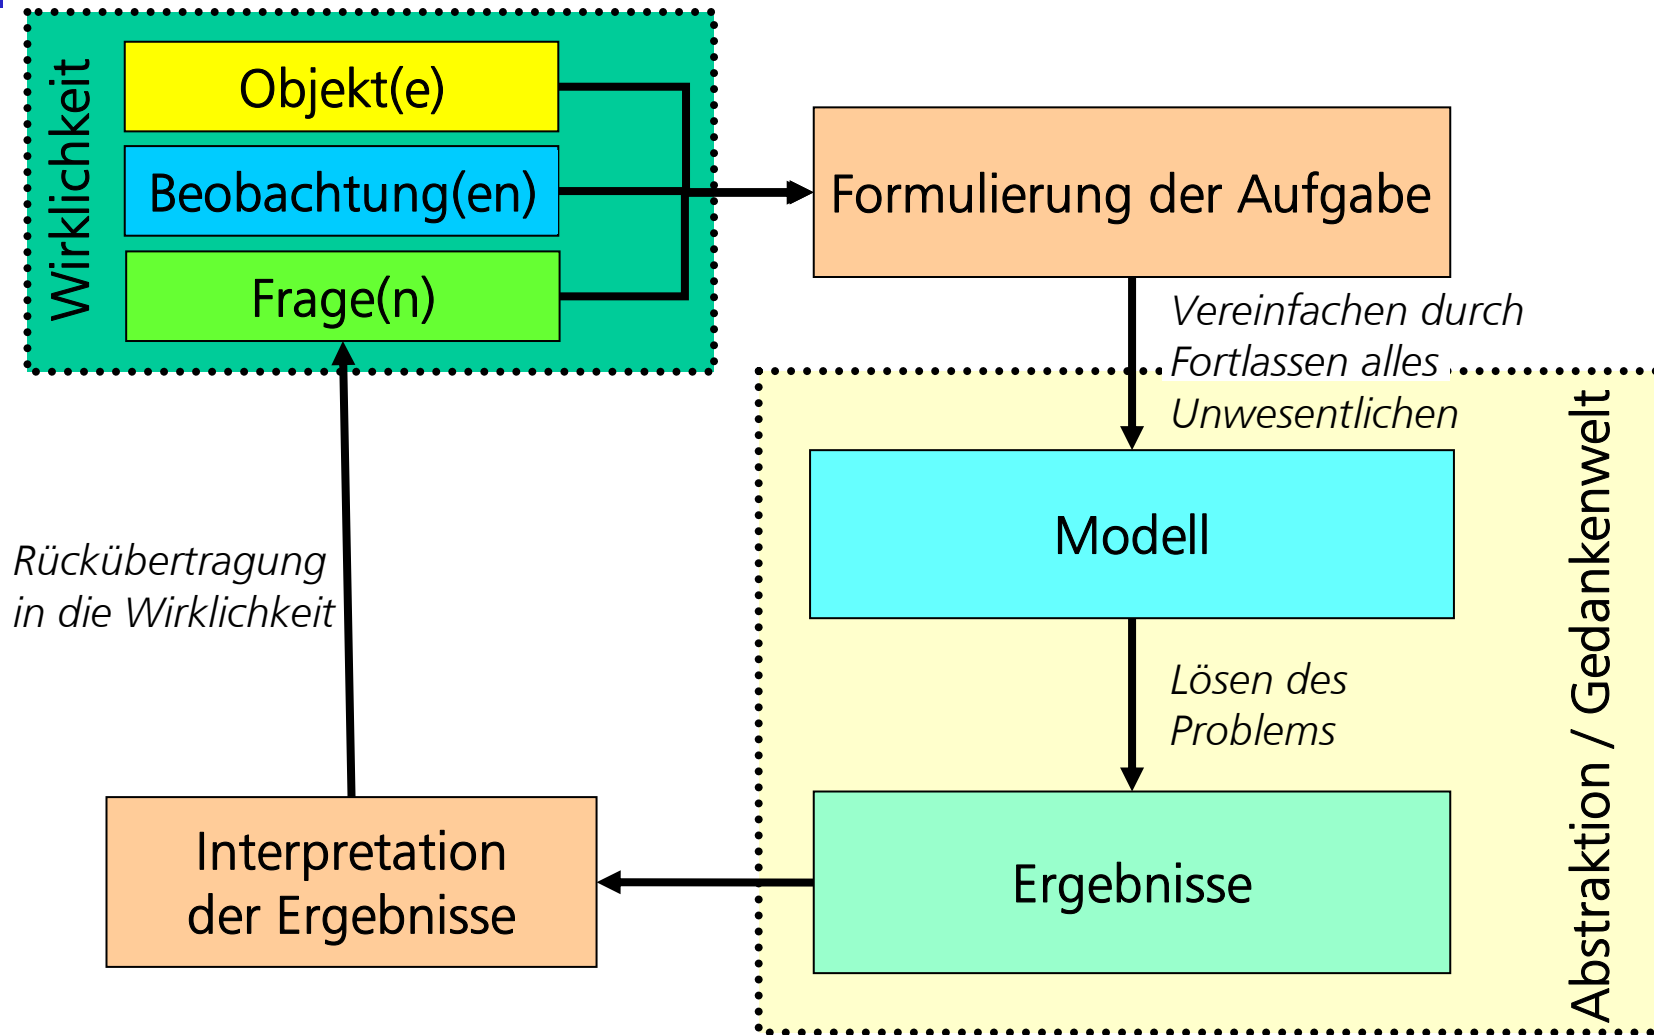 Wirklichkeit
Objekt(e)
Beobachtung(en)
Frage(n)
Formulierung der Aufgabe
Vereinfachen durch
Fortlassen alles
Unwesentlichen
Abstraktion / Gedankenwelt
Modell
Lösen des
Problems
Ergebnisse
Interpretation
der Ergebnisse
Rückübertragung
in die Wirklichkeit